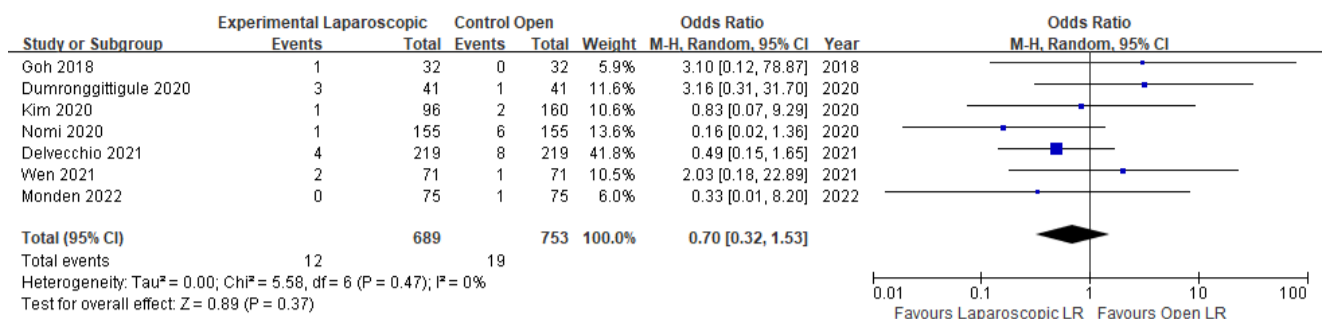 Experimental Laparoscopic Control Open Odds Ratio Odds Ratio
Study or Subgroup Events Total Events Total Weight M-H, Random, 95% CI Year M-H, Random, 95% CI
Goh 2018 1 32 0 32 5.9% 3.10 [0.12, 78.87] 2018
Dumronggittigule 2020 3 41 1 41 11.6% 3.16 [0.31, 31.70] 2020
Kim 2020 1 96 2 160 10.6% 0.83 [0.07, 9.29] 2020
Nomi 2020 1 155 6 155 13.6% 0.16 [0.02, 1.36] 2020
Delvecchio 2021 4 219 8 219 41.8% 0.49 [0.15, 1.65] 2021
Wen 2021 2 71 1 71 10.5% 2.03 [0.18, 22.89] 2021
Monden 2022 0 75 1 75 6.0% 0.33 [0.01, 8.20] 2022
Total (95% CI) 689 753 100.0% 0.70 [0.32, 1.53]
Total events 12 19
Heterogeneity: Tau² = 0.00; Chi² = 5.58, df = 6 (P = 0.47); I² = 0%
Test for overall effect: Z = 0.89 (P = 0.37)
0.01 0.1 1 10 100
Favours Laparoscopic LR Favours Open LR